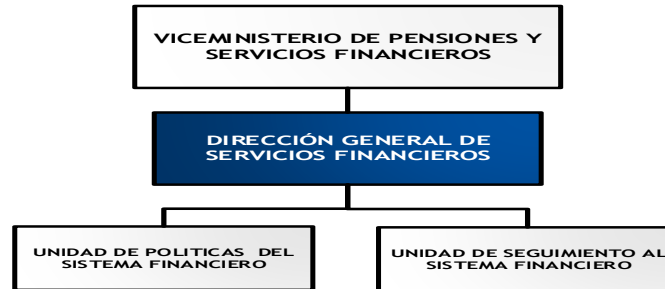 VICEMINISTERIO DE PENSIONES Y
SERVICIOS FINANCIEROS
DIRECCIÓN GENERAL DE
SERVICIOS FINANCIEROS
UNIDAD DE POLITICAS DEL
SISTEMA FINANCIERO
UNIDAD DE SEGUIMIENTO AL
SISTEMA FINANCIERO